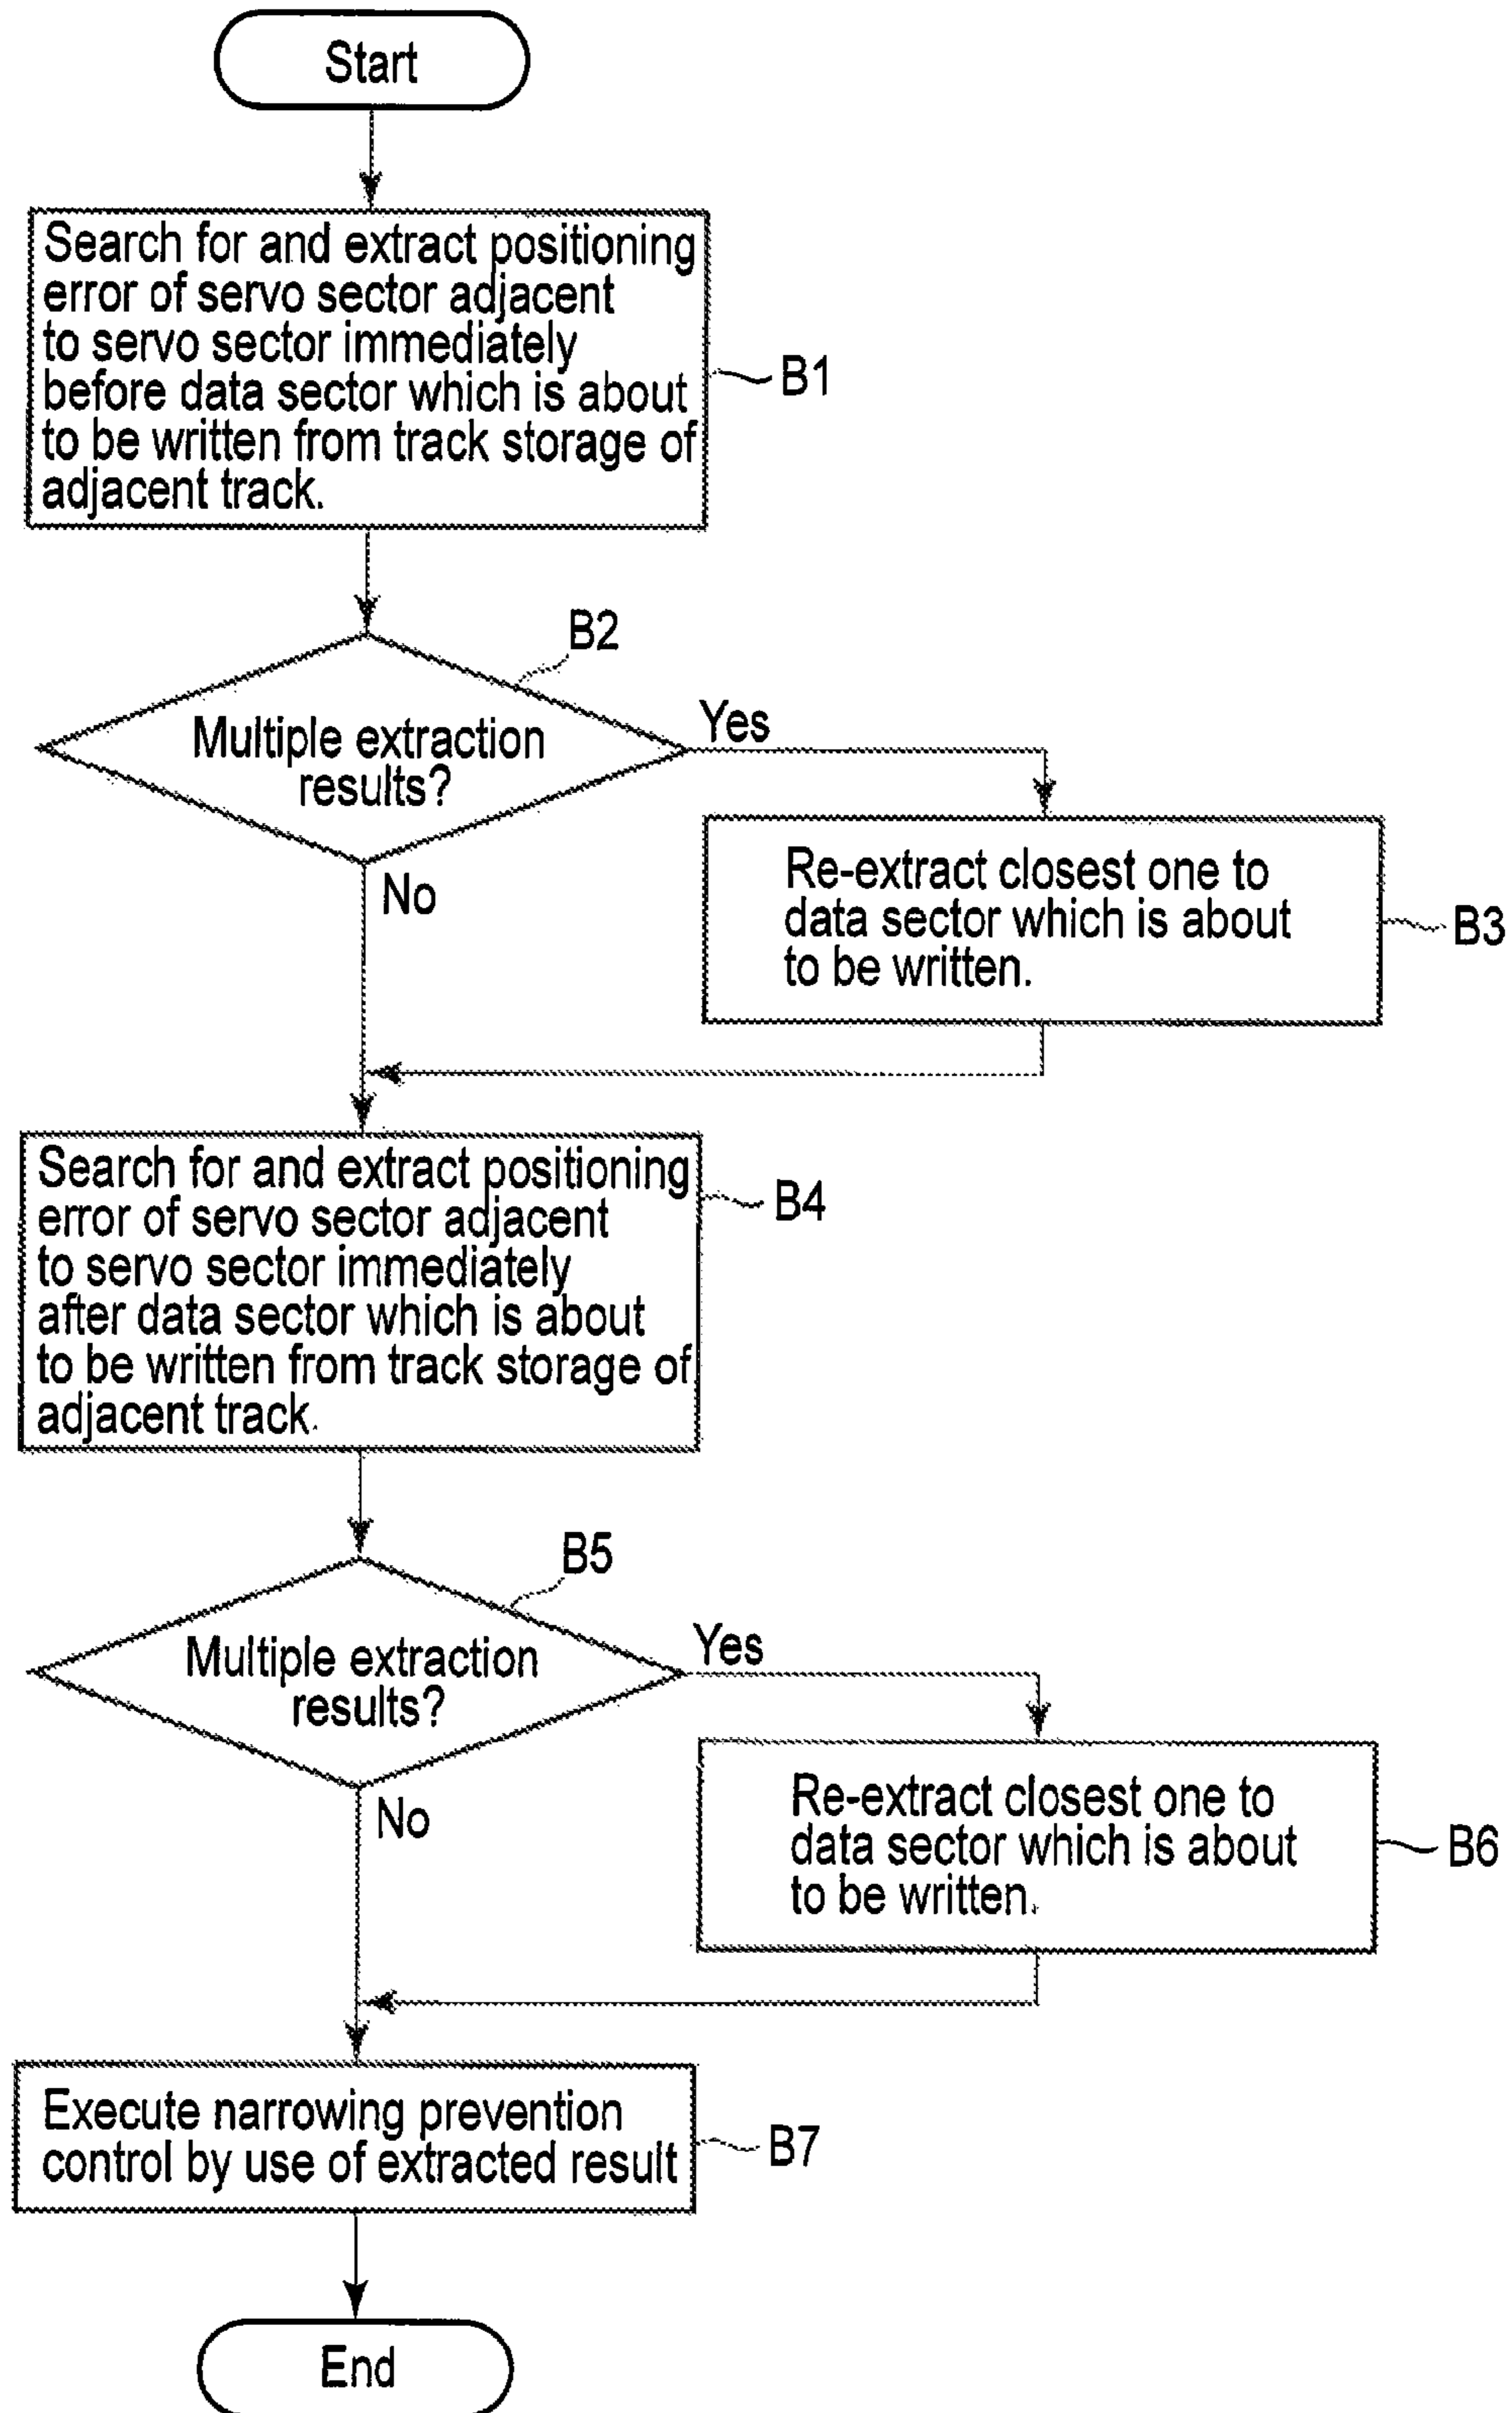 Start
Search for and extract positioning
error of servo sector adjacent
to servo sector immediately
before data sector which is about
to be written from track storage of
adjacent track.
B1
B2
Multiple extraction
results?
Yes
No
Re-extract closest one to
data sector which is about
to be written.
B3
Search for and extract positioning
error of servo sector adjacent
to servo sector immediately
after data sector which is about
to be written from track storage of
adjacent track.
B4
B5
Multiple extraction
results?
Yes
No
Re-extract closest one to
data sector which is about
to be written.
B6
Execute narrowing prevention
control by use of extracted result
B7
End